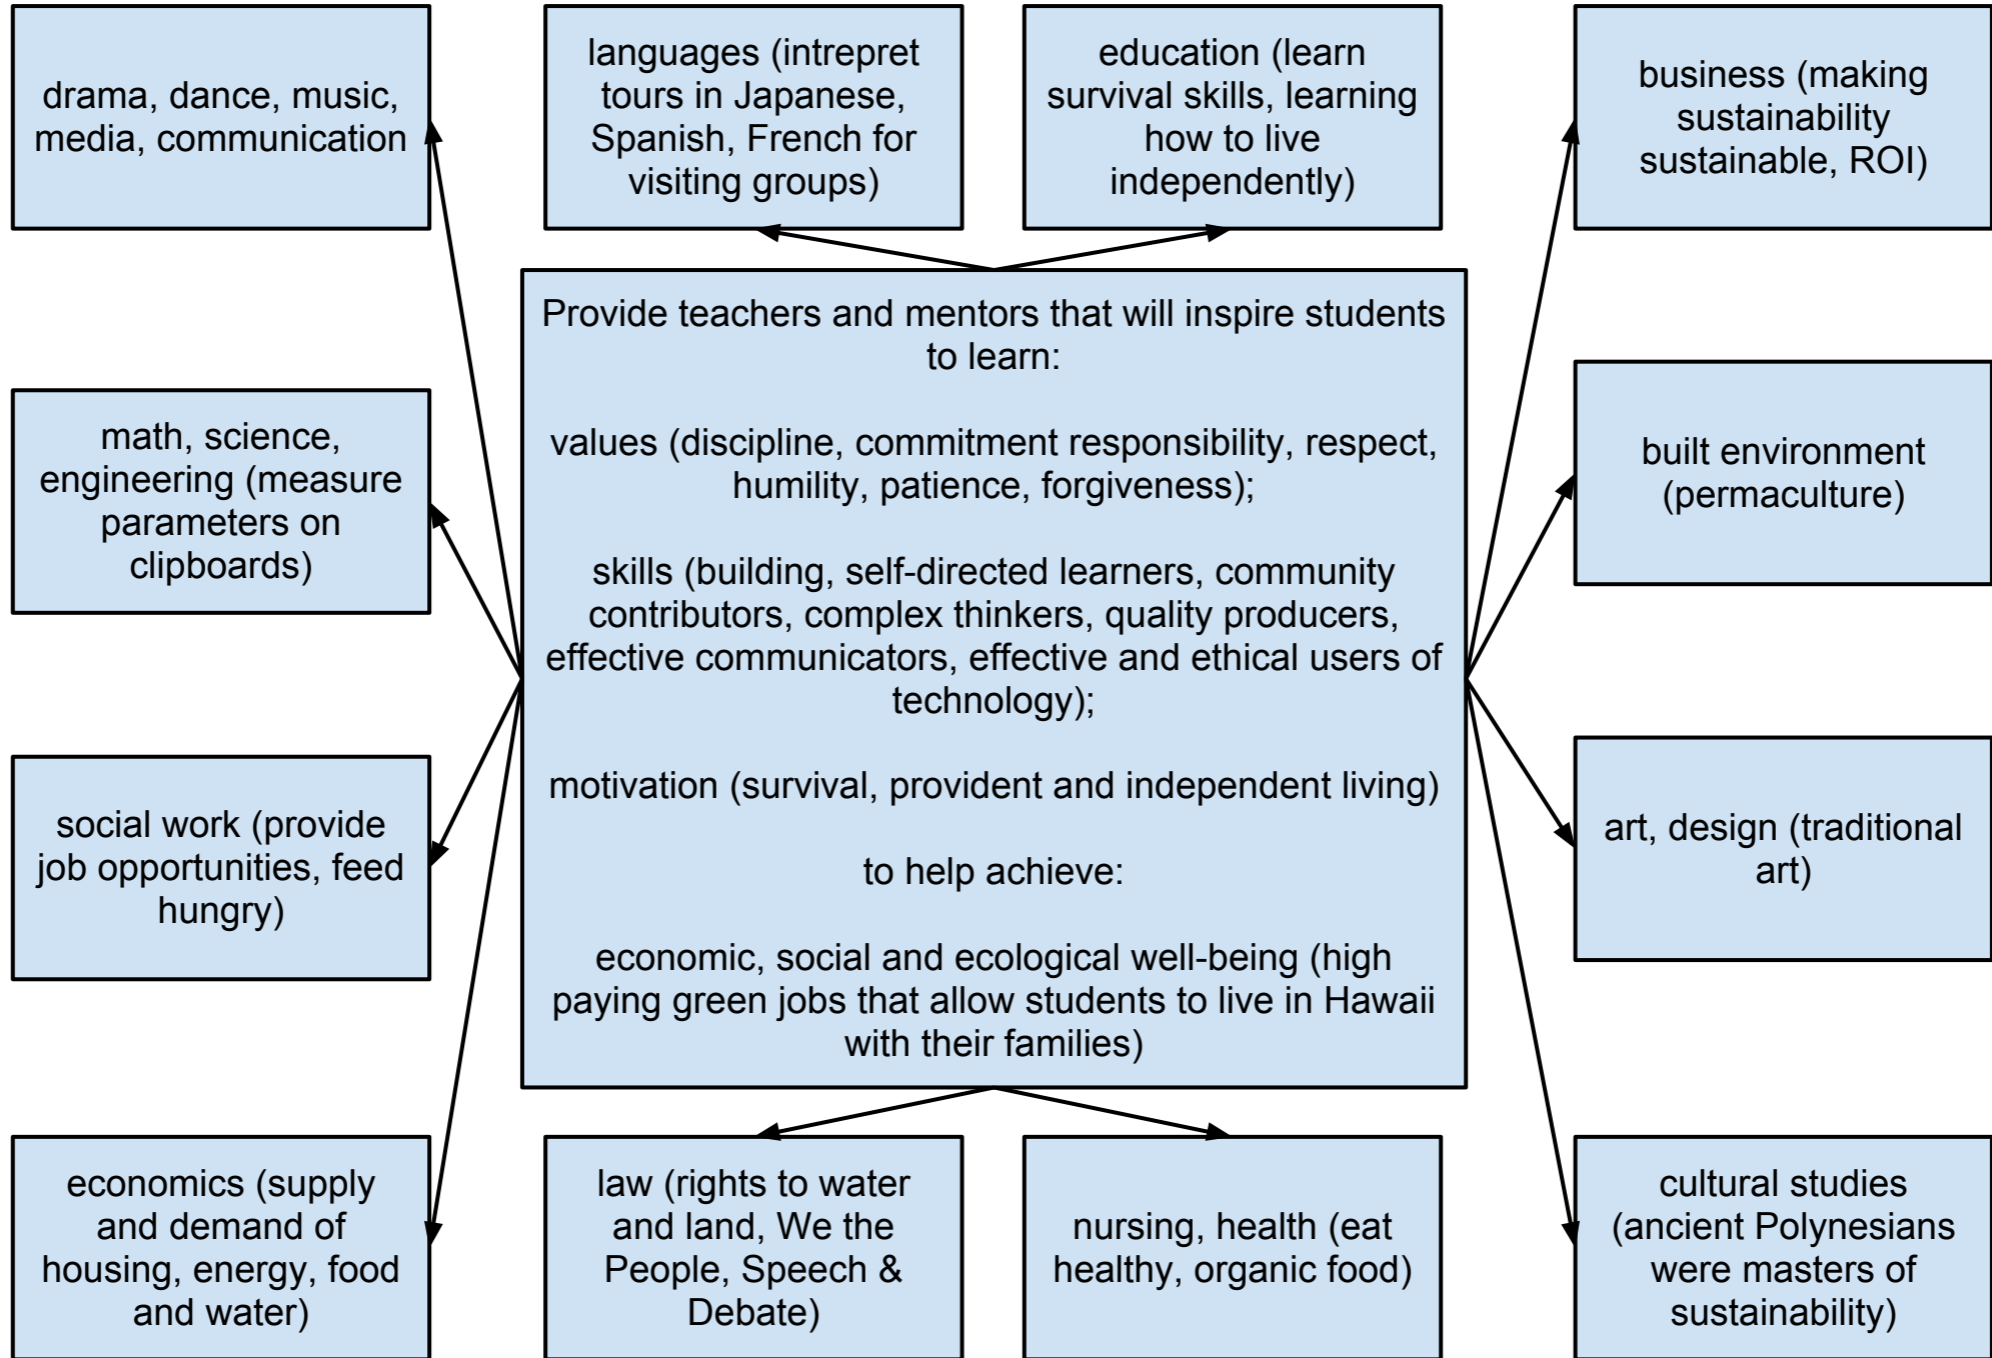 drama, dance, music,
media, communication
languages (intrepret
tours in Japanese,
Spanish, French for
visiting groups)
education (learn
survival skills, learning
how to live
independently)
business (making
sustainability
sustainable, ROI)
Provide teachers and mentors that will inspire students
to learn:
values (discipline, commitment responsibility, respect,
humility, patience, forgiveness);
skills (building, self-directed learners, community
contributors, complex thinkers, quality producers,
effective communicators, effective and ethical users of
technology);
motivation (survival, provident and independent living)
to help achieve:
economic, social and ecological well-being (high
paying green jobs that allow students to live in Hawaii
with their families)
math, science,
engineering (measure
parameters on
clipboards)
built environment
(permaculture)
social work (provide
job opportunities, feed
hungry)
art, design (traditional
art)
economics (supply
and demand of
housing, energy, food
and water)
law (rights to water
and land, We the
People, Speech &
Debate)
nursing, health (eat
healthy, organic food)
cultural studies
(ancient Polynesians
were masters of
sustainability)